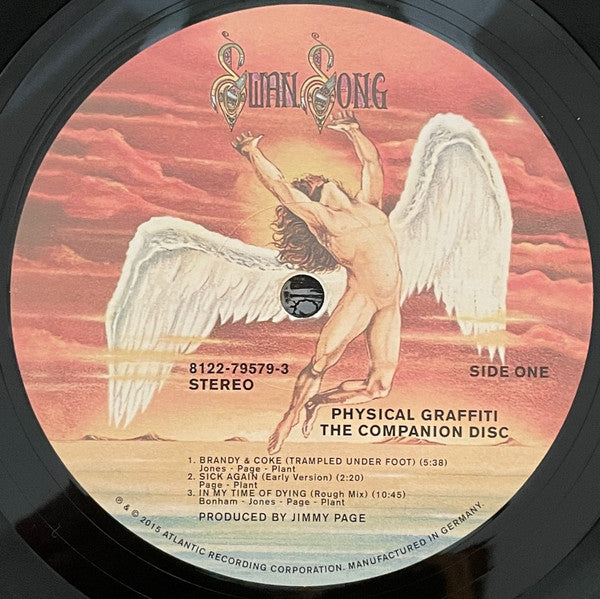 SWAN SONG
8122-79579-3
STEREO
SIDE ONE
PHYSICAL GRAFFITI
THE COMPANION DISC
1. BRANDY & COKE (TRAMPLED UNDER FOOT) (5:38)
Jones - Page - Plant
2. SICK AGAIN (Early Version) (2:20)
Page - Plant
3. IN MY TIME OF DYING (Rough Mix) (10:45)
Bonham - Jones - Page - Plant
PRODUCED BY JIMMY PAGE
℗ & © 2015 ATLANTIC RECORDING CORPORATION. MANUFACTURED IN GERMANY.